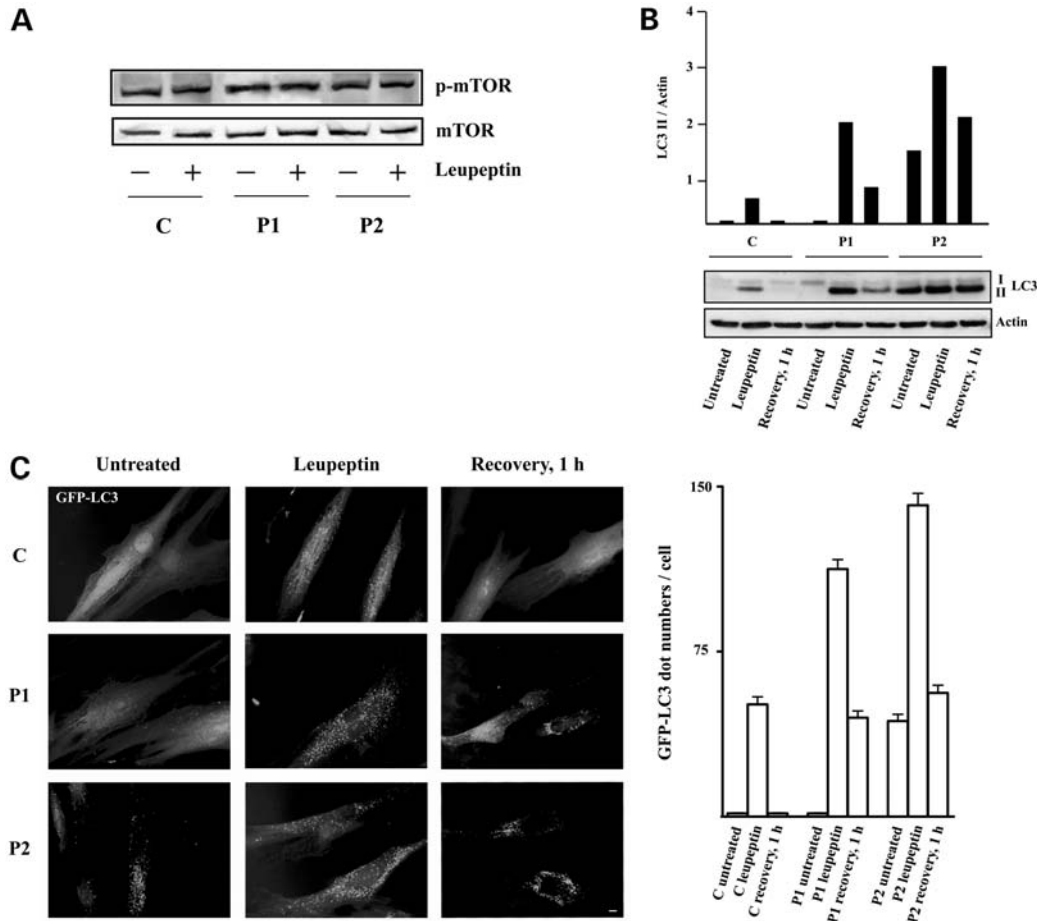 A
p-mTOR
mTOR
− + − + − + Leupeptin
C P1 P2
B
LC3 II / Actin
4
3
2
1
C P1 P2
I
II LC3
Actin
Untreated
Leupeptin
Recovery, 1 h
Untreated
Leupeptin
Recovery, 1 h
Untreated
Leupeptin
Recovery, 1 h
C
Untreated Leupeptin Recovery, 1 h
GFP-LC3
C
P1
P2
GFP-LC3 dot numbers / cell
150
75
C untreated
C leupeptin
C recovery, 1 h
P1 untreated
P1 leupeptin
P1 recovery, 1 h
P2 untreated
P2 leupeptin
P2 recovery, 1 h